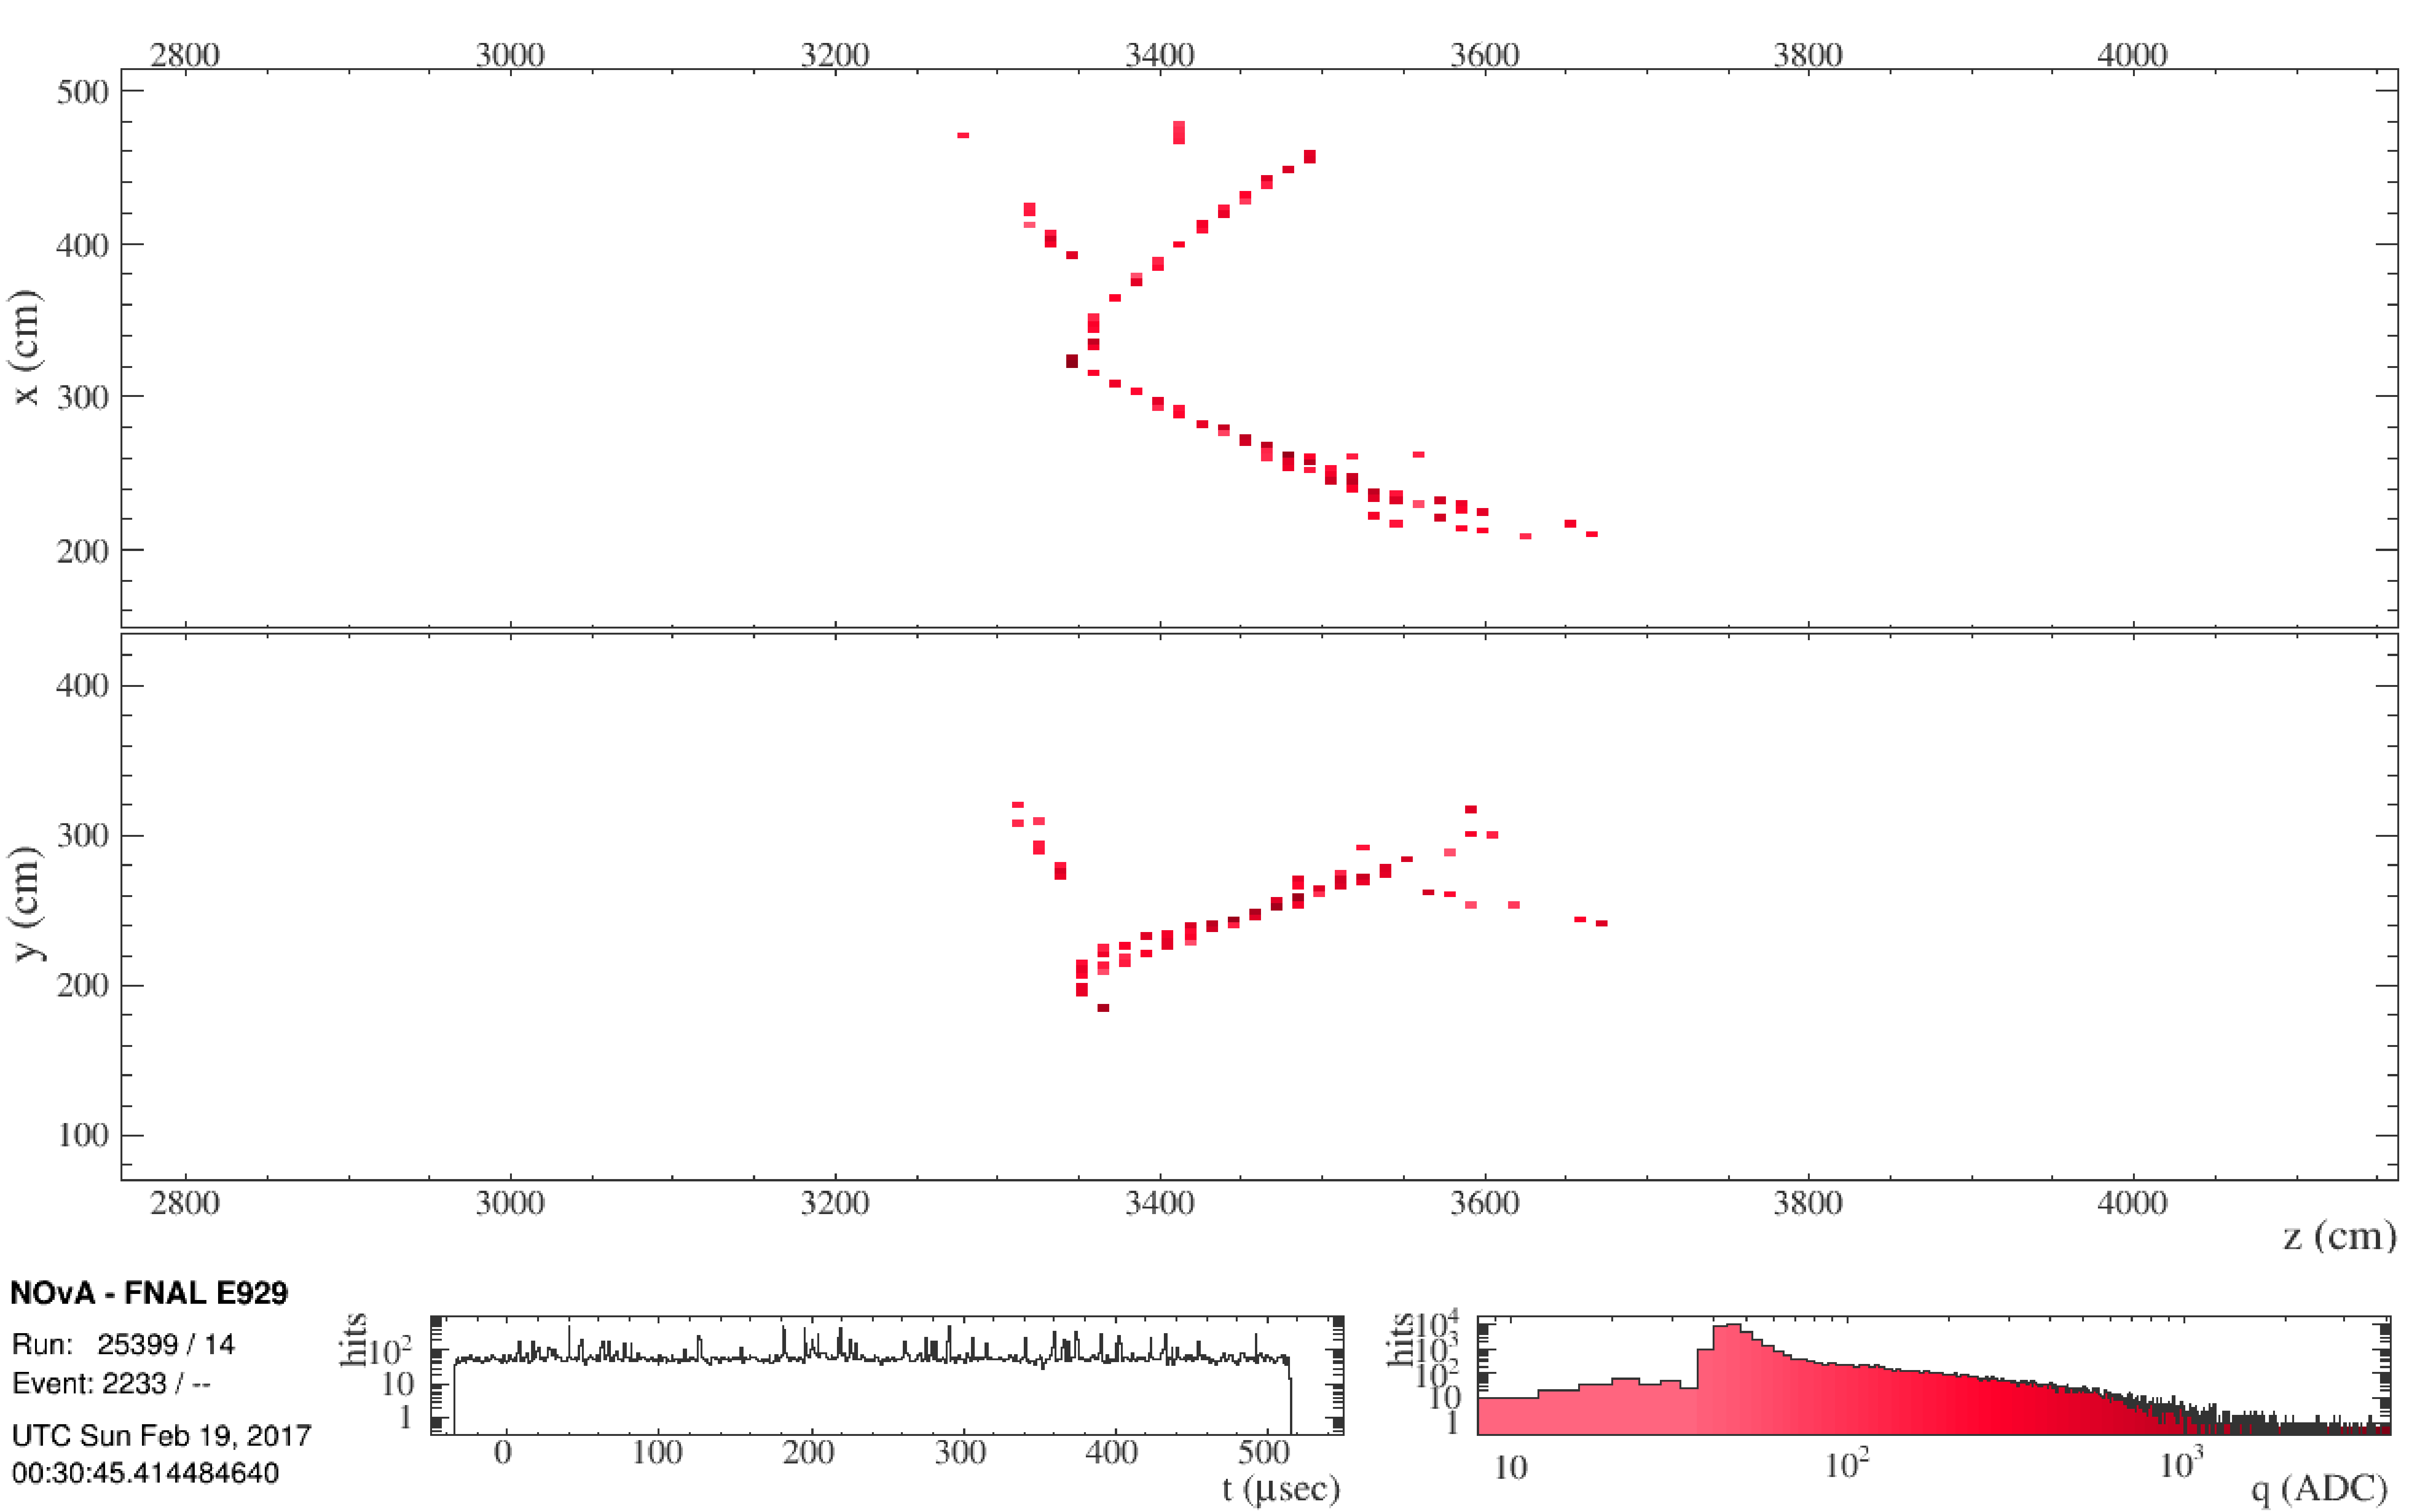 2800 3000 3200 3400 3600 3800 4000
500
400
300
200
x (cm)
400
300
200
100
y (cm)
2800 3000 3200 3400 3600 3800 4000
z (cm)
NOvA - FNAL E929
Run: 25399 / 14
Event: 2233 / --
UTC Sun Feb 19, 2017
00:30:45.414484640
hits
10²
10
1
0 100 200 300 400 500
t (μsec)
hits
10⁴
10³
10²
10
1
10 10² 10³
q (ADC)